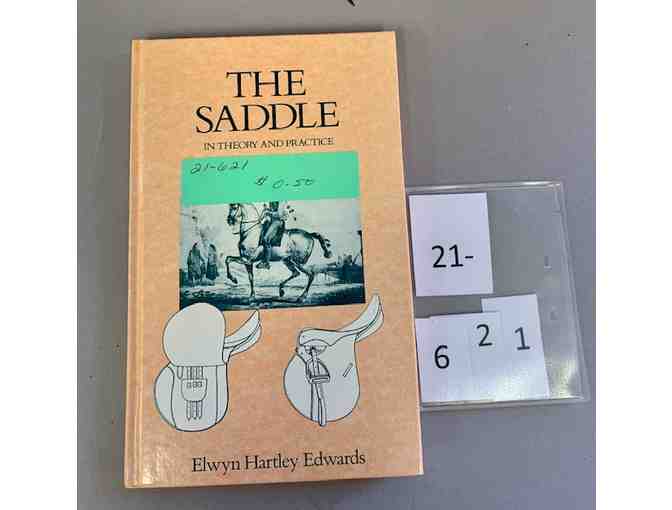 THE
SADDLE
IN THEORY AND PRACTICE
21-621
$ 0.50
Elwyn Hartley Edwards
21-
6 2 1